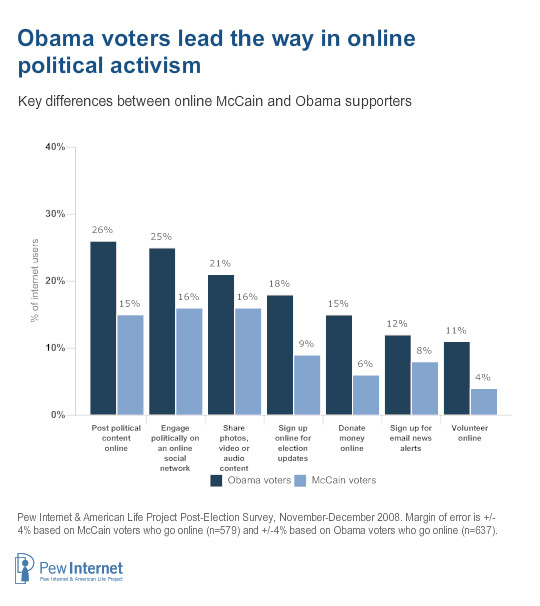 Obama voters lead the way in online
political activism
Key differences between online McCain and Obama supporters
% of internet users
40%
30%
20%
10%
0%
26%
15%
25%
16%
21%
16%
18%
9%
15%
6%
12%
8%
11%
4%
Post political
content
online
Engage
politically on
an online
social
network
Share
photos,
video or
audio
content
Sign up
online for
election
updates
Donate
money
online
Sign up for
email news
alerts
Volunteer
online
Obama voters
McCain voters
Pew Internet & American Life Project Post-Election Survey, November-December 2008. Margin of error is +/-
4% based on McCain voters who go online (n=579) and +/-4% based on Obama voters who go online (n=637).
Pew Internet
Pew Internet & American Life Project